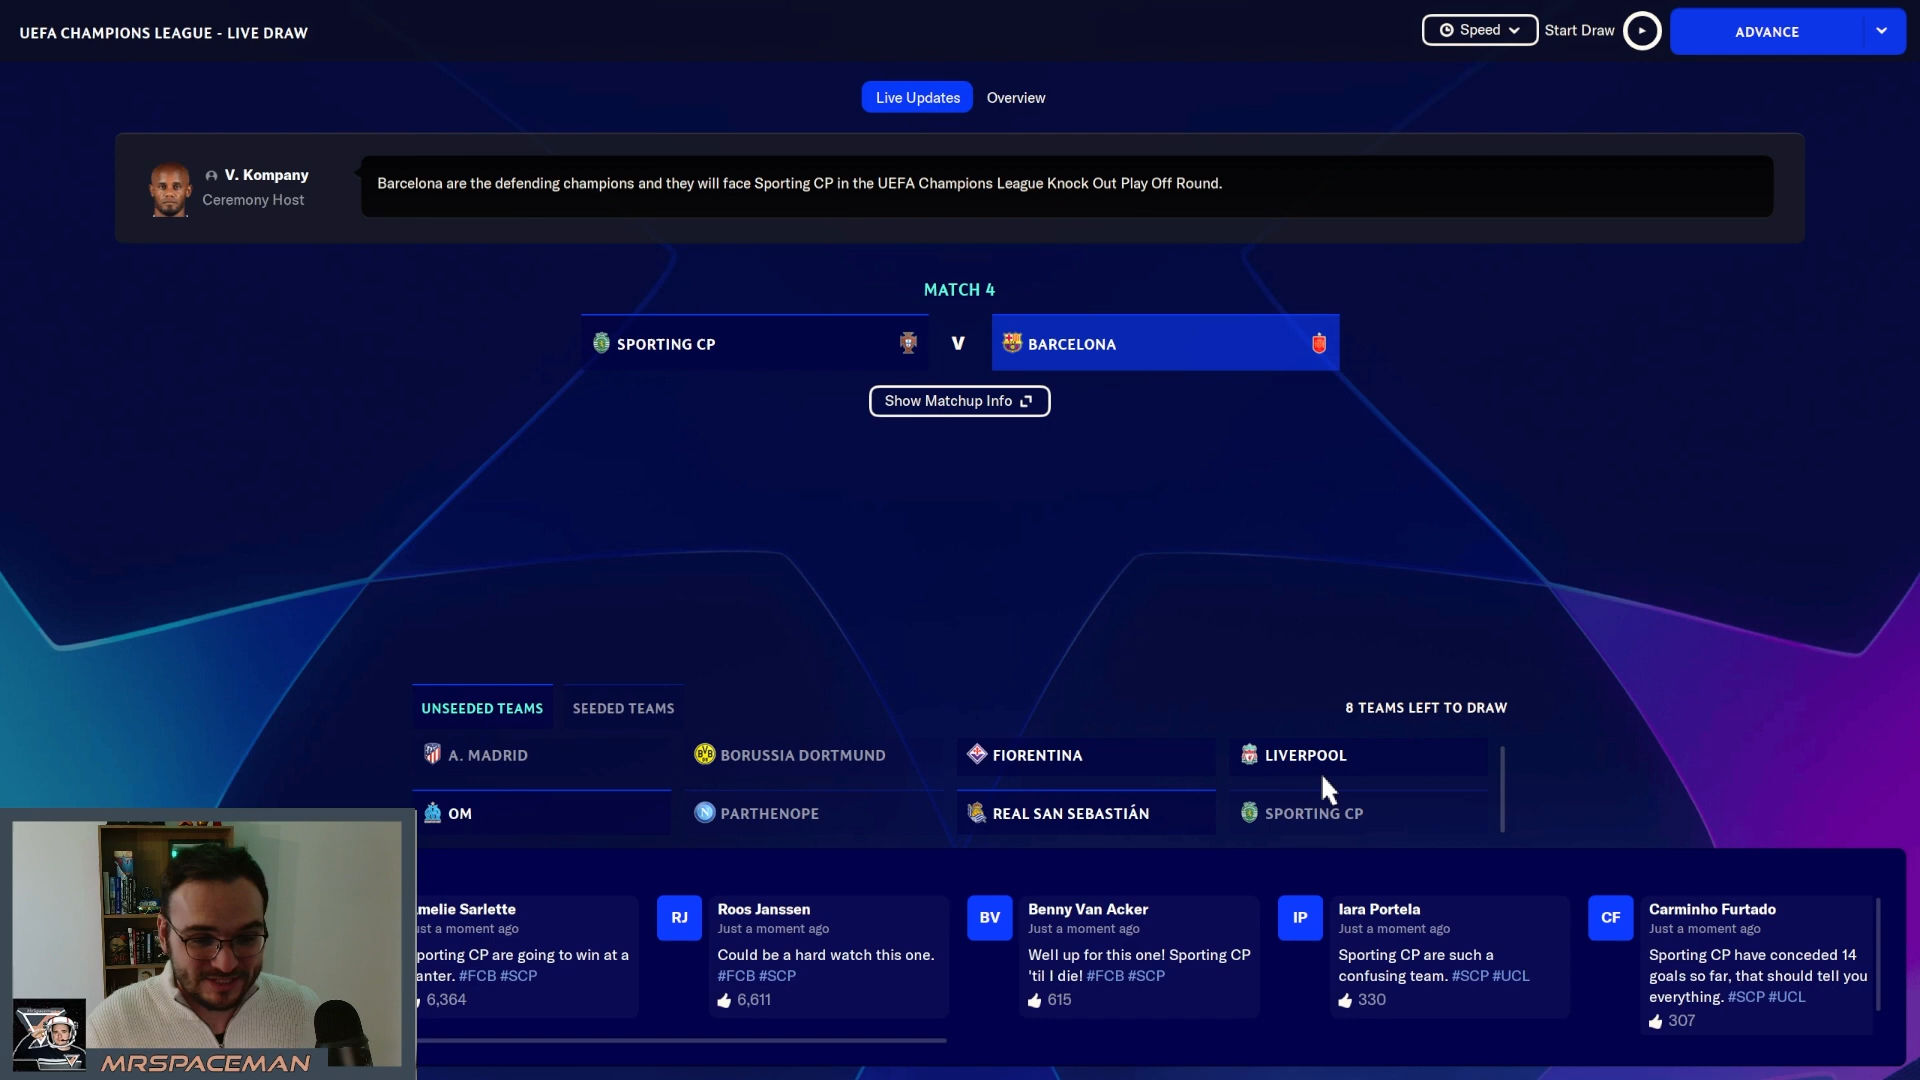 UEFA CHAMPIONS LEAGUE - LIVE DRAW
Speed
Start Draw
ADVANCE
Live Updates
Overview
V. Kompany
Ceremony Host
Barcelona are the defending champions and they will face Sporting CP in the UEFA Champions League Knock Out Play Off Round.
MATCH 4
SPORTING CP
V
BARCELONA
Show Matchup Info
UNSEEDED TEAMS
SEEDED TEAMS
8 TEAMS LEFT TO DRAW
A. MADRID
BORUSSIA DORTMUND
FIORENTINA
LIVERPOOL
OM
PARTHENOPE
REAL SAN SEBASTIÁN
SPORTING CP
melie Sarlette
ust a moment ago
porting CP are going to win at a
anter. #FCB #SCP
6,364
RJ
Roos Janssen
Just a moment ago
Could be a hard watch this one.
#FCB #SCP
6,611
BV
Benny Van Acker
Just a moment ago
Well up for this one! Sporting CP
'til I die! #FCB #SCP
615
IP
Iara Portela
Just a moment ago
Sporting CP are such a
confusing team. #SCP #UCL
330
CF
Carminho Furtado
Just a moment ago
Sporting CP have conceded 14
goals so far, that should tell you
everything. #SCP #UCL
307
MRSPACEMAN